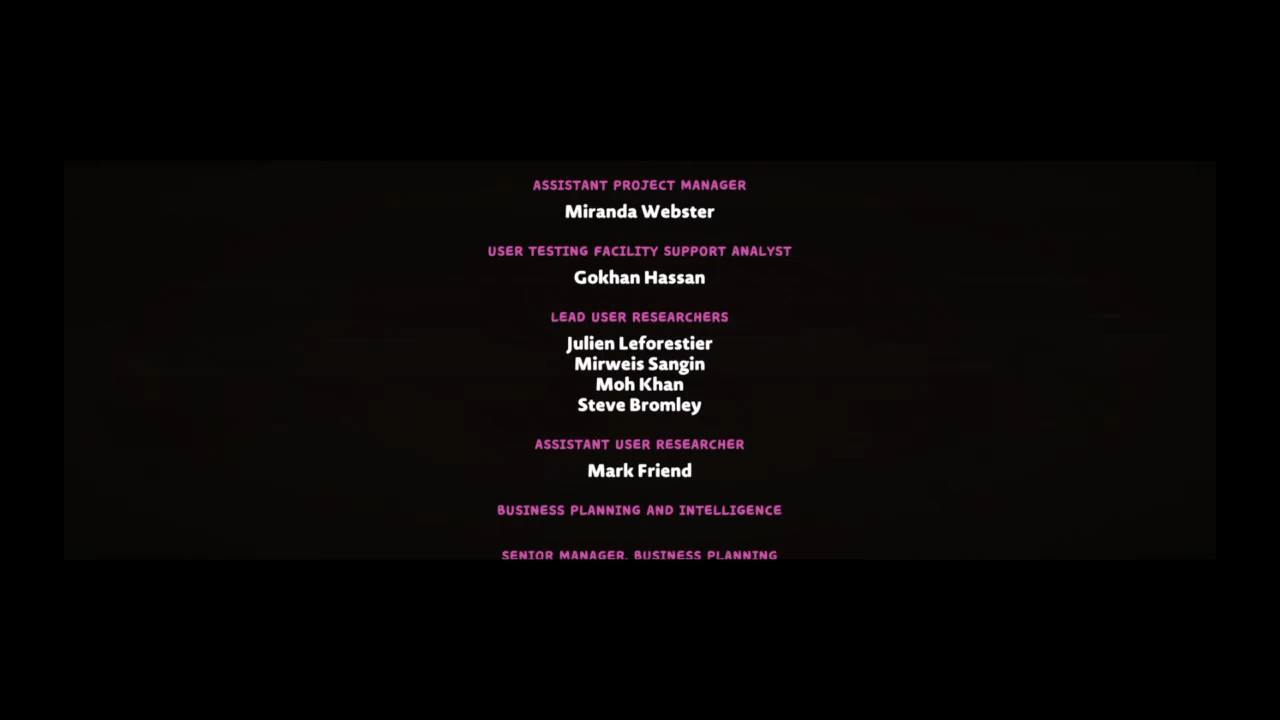 ASSISTANT PROJECT MANAGER
Miranda Webster
USER TESTING FACILITY SUPPORT ANALYST
Gokhan Hassan
LEAD USER RESEARCHERS
Julien Leforestier
Mirweis Sangin
Moh Khan
Steve Bromley
ASSISTANT USER RESEARCHER
Mark Friend
BUSINESS PLANNING AND INTELLIGENCE
SENIOR MANAGER, BUSINESS PLANNING